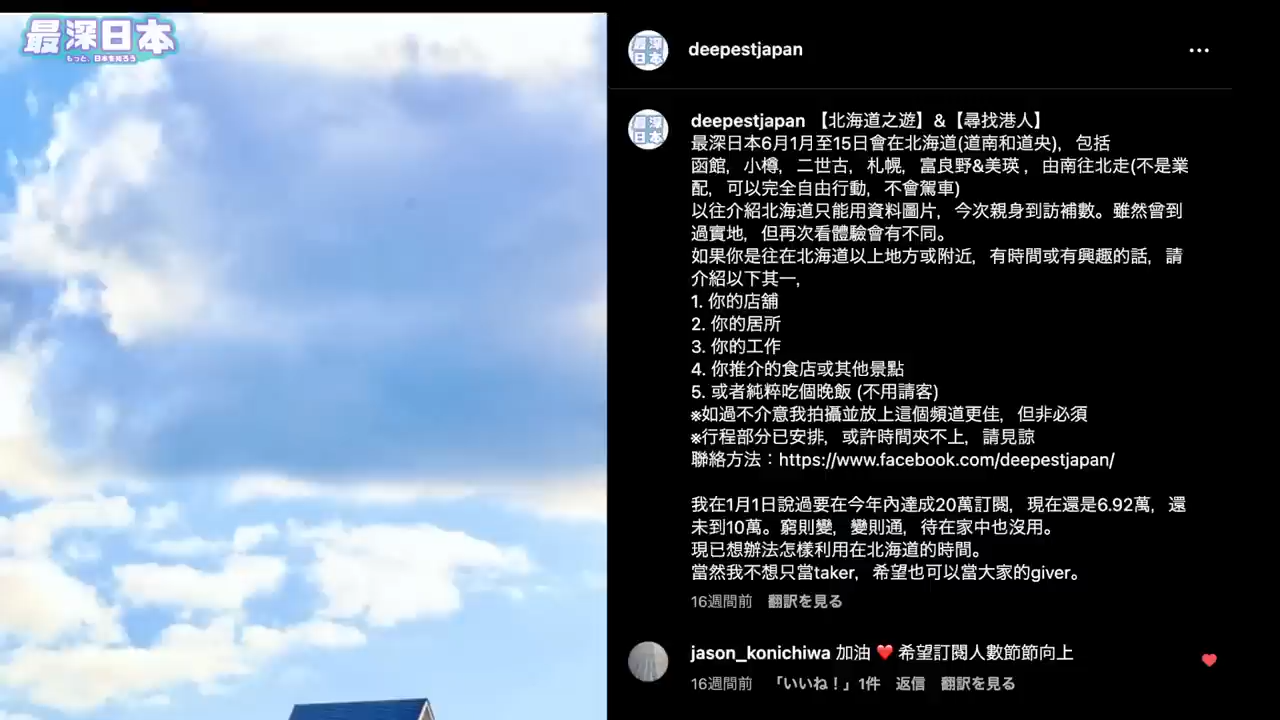 最深日本
もっと、日本を知ろう
最深
日本
deepestjapan
最深
日本
deepestjapan 【北海道之遊】&【尋找港人】
最深日本6月1月至15日會在北海道(道南和道央)，包括
函館，小樽，二世古，札幌，富良野&美瑛，由南往北走(不是業
配，可以完全自由行動，不會駕車)
以往介紹北海道只能用資料圖片，今次親身到訪補數。雖然曾到
過實地，但再次看體驗會有不同。
如果你是往在北海道以上地方或附近，有時間或有興趣的話，請
介紹以下其一，
1. 你的店舖
2. 你的居所
3. 你的工作
4. 你推介的食店或其他景點
5. 或者純粹吃個晚飯 (不用請客)
※如過不介意我拍攝並放上這個頻道更佳，但非必須
※行程部分已安排，或許時間夾不上，請見諒
聯絡方法：https://www.facebook.com/deepestjapan/
我在1月1日說過要在今年內達成20萬訂閱，現在還是6.92萬，還
未到10萬。窮則變，變則通，待在家中也沒用。
現已想辦法怎樣利用在北海道的時間。
當然我不想只當taker，希望也可以當大家的giver。
16週間前 翻訳を見る
jason_konichiwa 加油 ❤️ 希望訂閱人數節節向上
16週間前 「いいね！」1件 返信 翻訳を見る